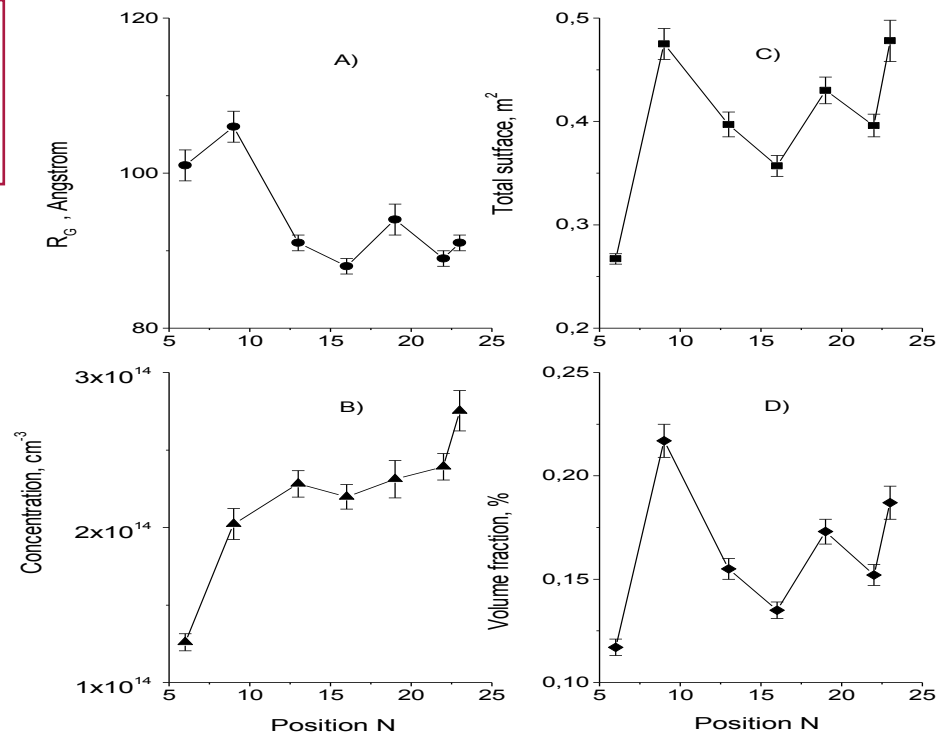 A)
R_G , Angstrom
120
100
80
5 10 15 20 25
C)
Total sutface, m²
0,5
0,4
0,3
0,2
5 10 15 20 25
B)
Concentration, cm⁻³
3x10¹⁴
2x10¹⁴
1x10¹⁴
5 10 15 20 25
Position N
D)
Volume fraction, %
0,25
0,20
0,15
0,10
5 10 15 20 25
Position N